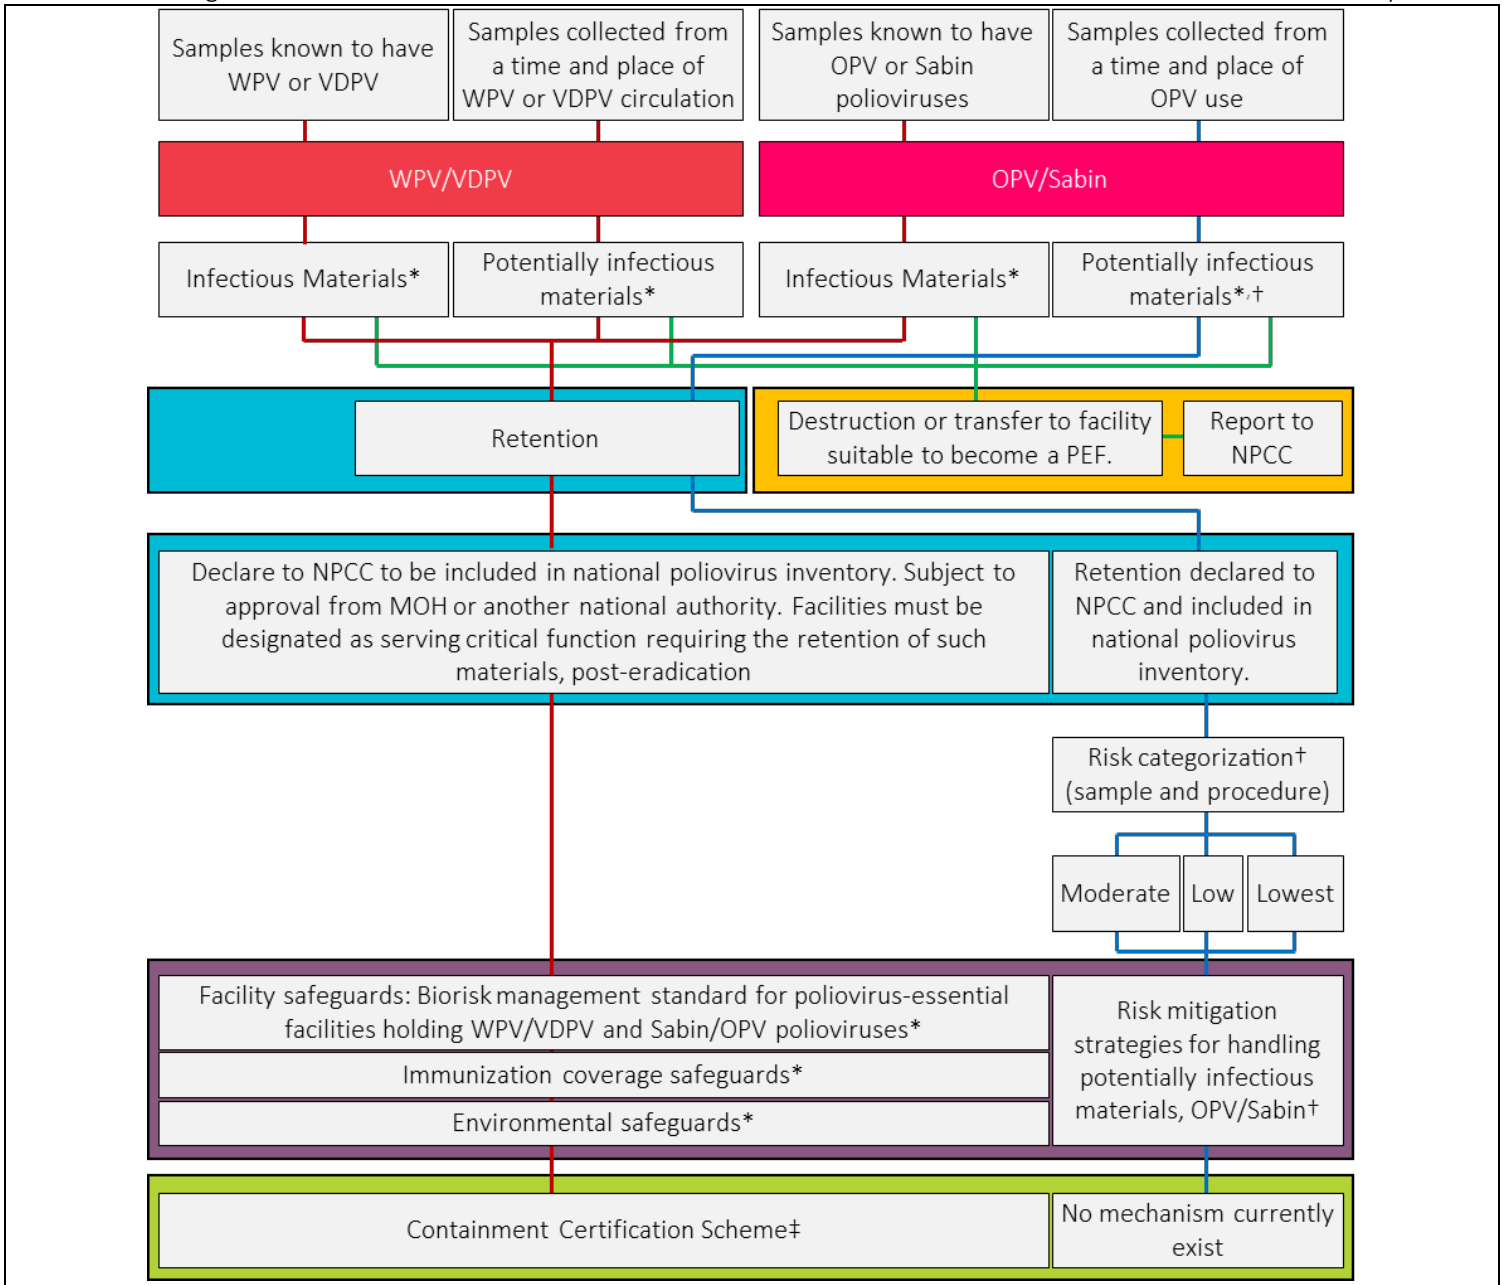 Samples known to have
WPV or VDPV
Samples collected from
a time and place of
WPV or VDPV circulation
Samples known to have
OPV or Sabin
polioviruses
Samples collected from
a time and place of
OPV use
WPV/VDPV
OPV/Sabin
Infectious Materials*
Potentially infectious
materials*
Infectious Materials*
Potentially infectious
materials*,†
Retention
Destruction or transfer to facility
suitable to become a PEF.
Report to
NPCC
Declare to NPCC to be included in national poliovirus inventory. Subject to
approval from MOH or another national authority. Facilities must be
designated as serving critical function requiring the retention of such
materials, post-eradication
Retention declared to
NPCC and included in
national poliovirus
inventory.
Risk categorization†
(sample and procedure)
Moderate
Low
Lowest
Facility safeguards: Biorisk management standard for poliovirus-essential
facilities holding WPV/VDPV and Sabin/OPV polioviruses*
Immunization coverage safeguards*
Environmental safeguards*
Risk mitigation
strategies for handling
potentially infectious
materials, OPV/Sabin†
Containment Certification Scheme‡
No mechanism currently
exist